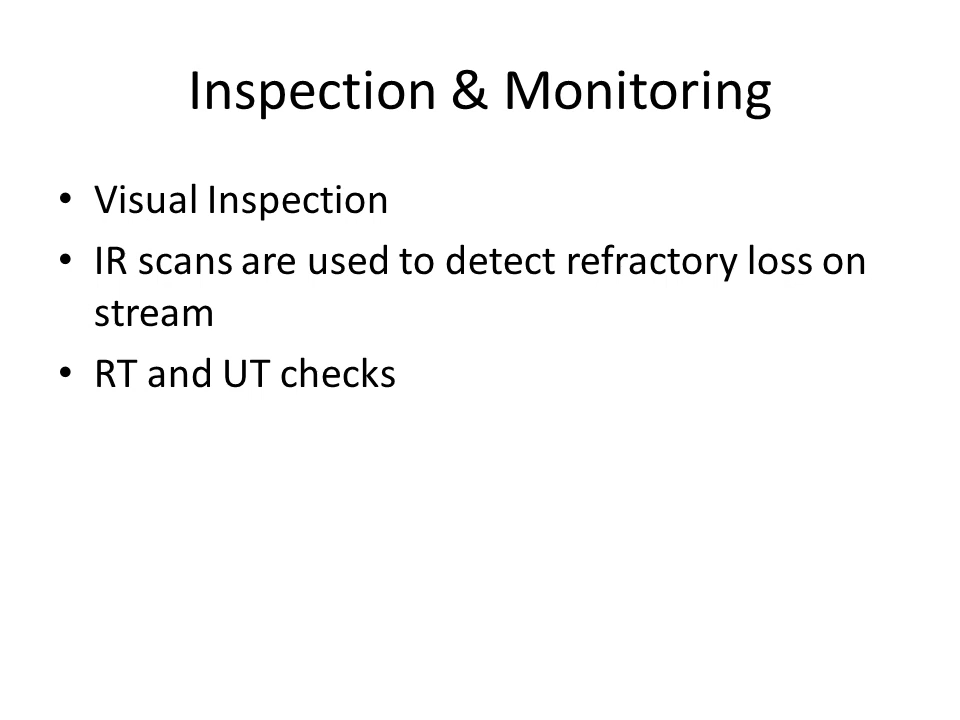 Inspection & Monitoring
• Visual Inspection
• IR scans are used to detect refractory loss on
stream
• RT and UT checks